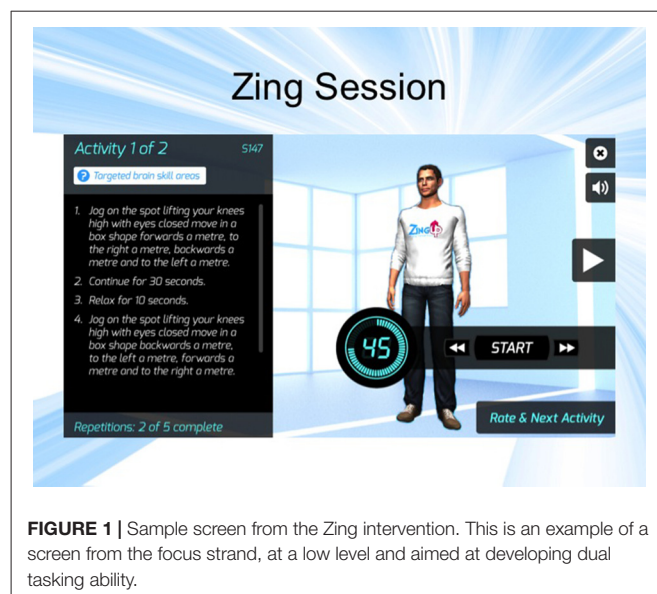 Zing Session
Activity 1 of 2
S147
? Targeted brain skill areas
1. Jog on the spot lifting your knees
high with eyes closed move in a
box shape forwards a metre, to
the right a metre, backwards a
metre and to the left a metre.
2. Continue for 30 seconds.
3. Relax for 10 seconds.
4. Jog on the spot lifting your knees
high with eyes closed move in a
box shape backwards a metre,
to the left a metre, forwards a
metre and to the right a metre.
Repetitions: 2 of 5 complete
ZINGUP
45
START
Rate & Next Activity
FIGURE 1 | Sample screen from the Zing intervention. This is an example of a
screen from the focus strand, at a low level and aimed at developing dual
tasking ability.